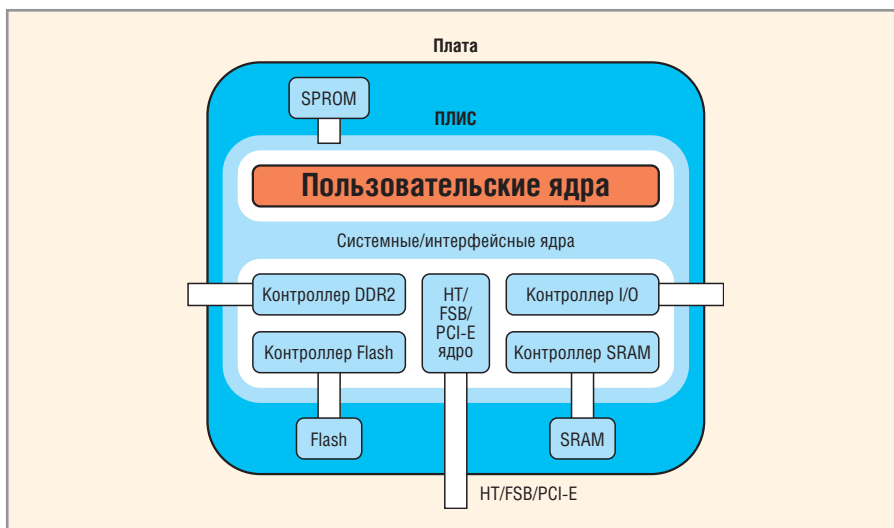 Плата
SPROM
ПЛИС
Пользовательские ядра
Системные/интерфейсные ядра
Контроллер DDR2
HT/
FSB/
PCI-E
ядро
Контроллер I/O
Контроллер Flash
Контроллер SRAM
Flash
SRAM
HT/FSB/PCI-E